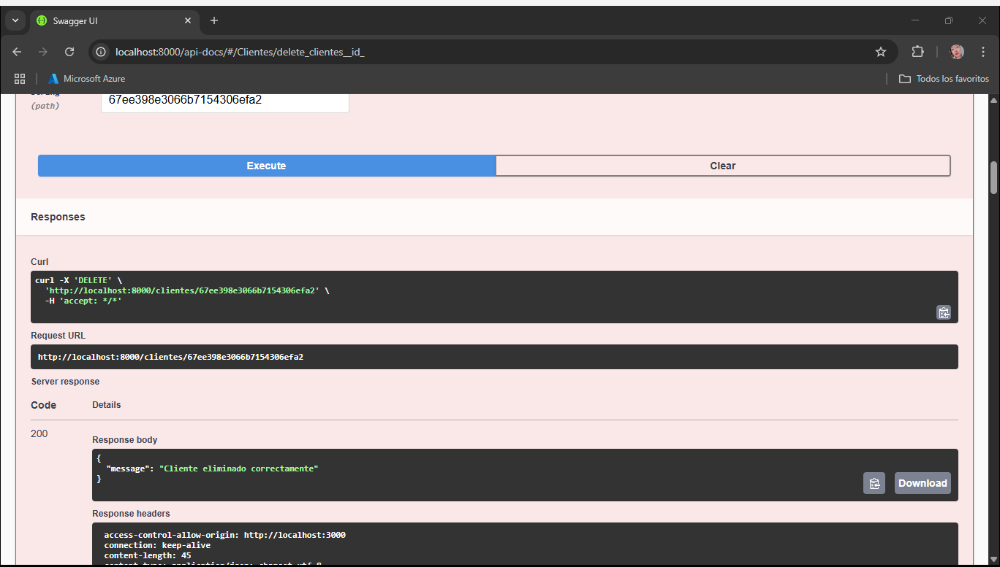 Swagger UI
localhost:8000/api-docs/#/Clientes/delete_clientes__id_
Microsoft Azure
Todos los favoritos
67ee398e3066b7154306efa2
(path)
Execute
Clear
Responses
Curl
curl -X 'DELETE' \
'http://localhost:8000/clientes/67ee398e3066b7154306efa2' \
-H 'accept: */*'
Request URL
http://localhost:8000/clientes/67ee398e3066b7154306efa2
Server response
Code
Details
200
Response body
{
"message": "Cliente eliminado correctamente"
}
Download
Response headers
access-control-allow-origin: http://localhost:3000
connection: keep-alive
content-length: 45